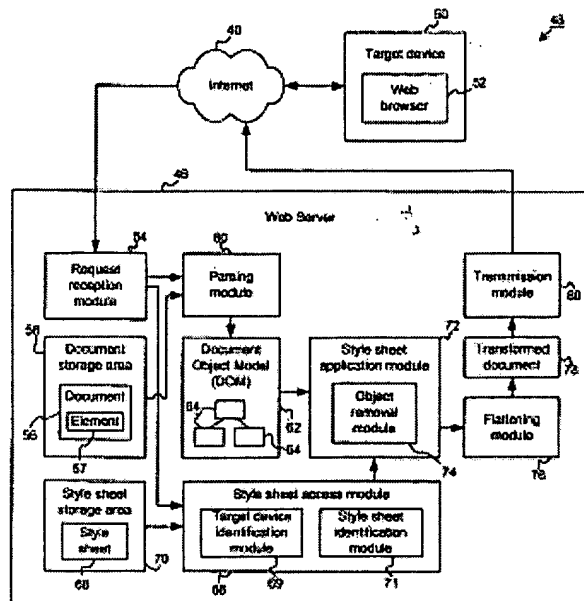 40
Internet
50
Target device
Web
browser
52
48
Web Server
54
Request
reception
module
60
Parsing
module
Transmission
module
58
Document
storage area
Document
56
Element
57
Document
Object Model
(DOM)
64
64
62
72
Style sheet
application module
Object
removal
module
74
Transformed
document
Flattening
module
Style sheet
storage area
Style
sheet
68
70
Style sheet access module
Target device
identification
module
69
Style sheet
identification
module
71
66